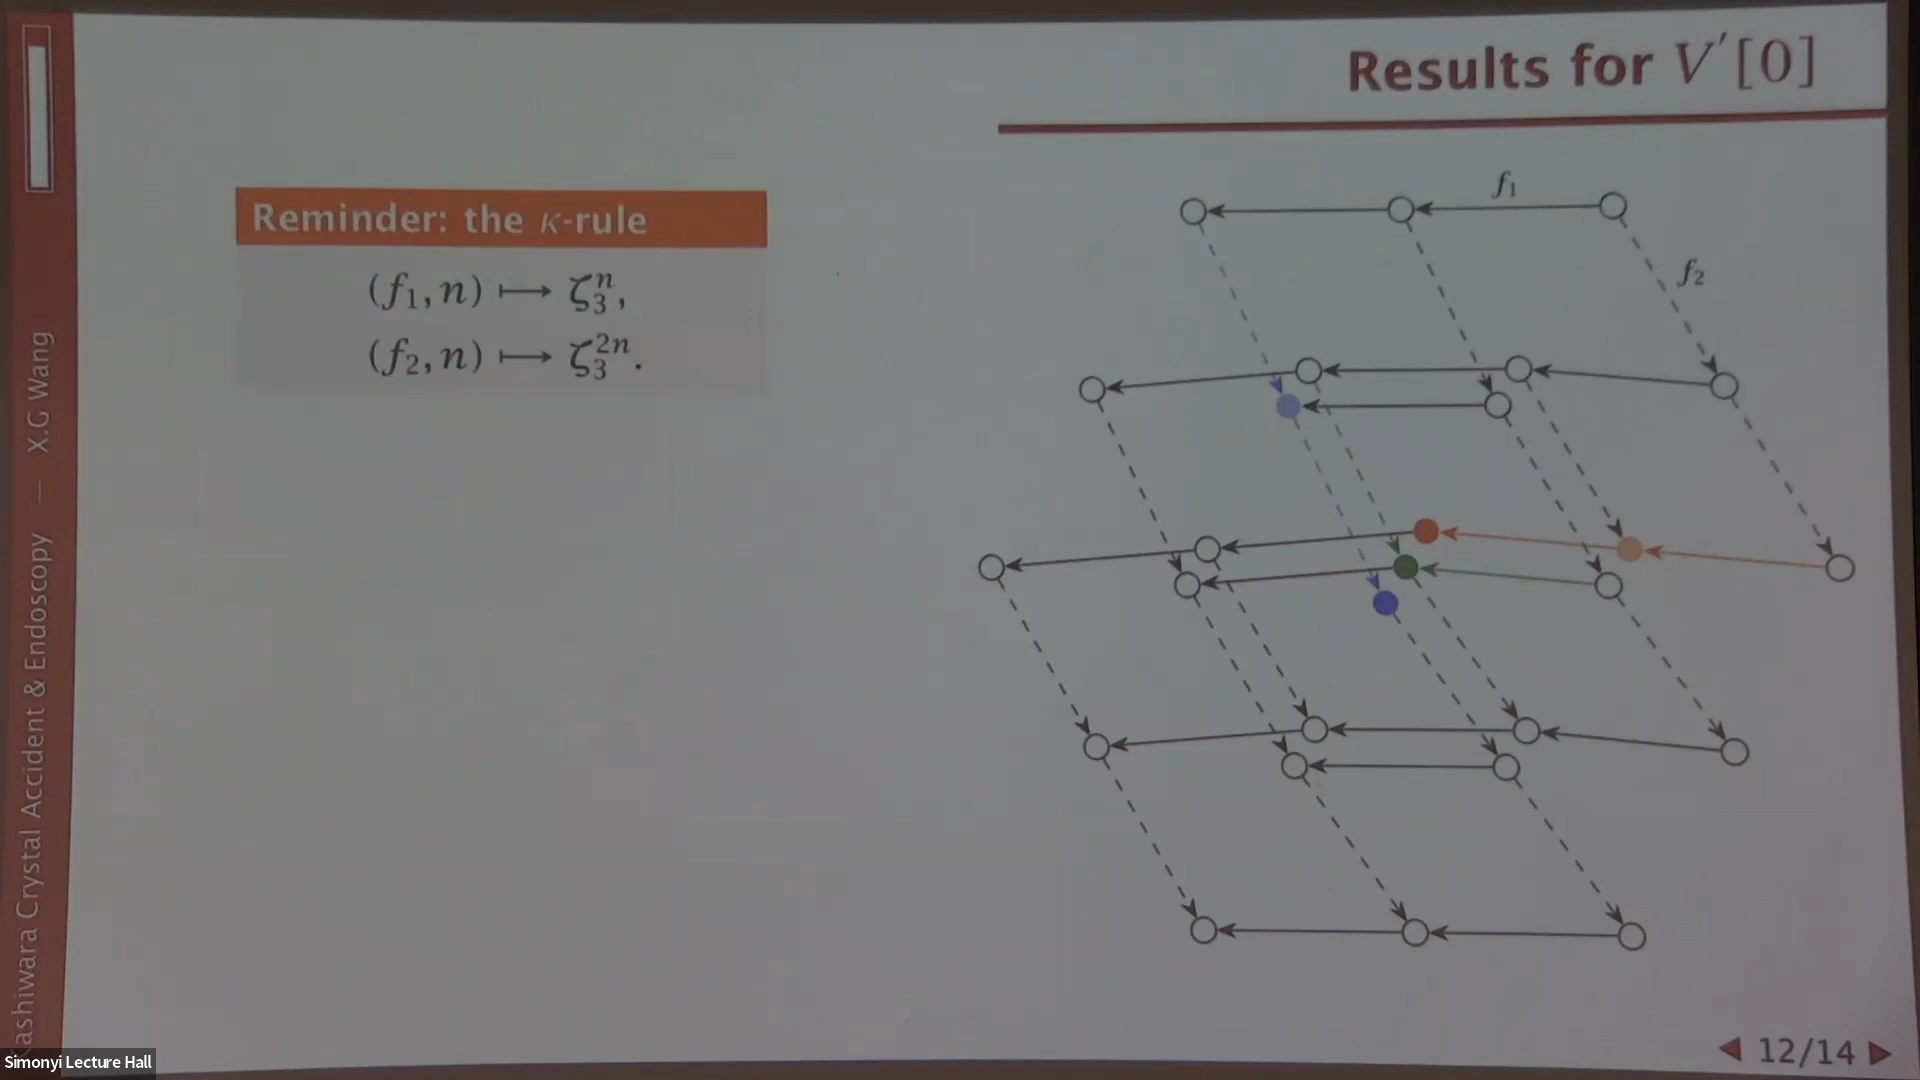 Results for V′[0]
Reminder: the κ-rule
(f₁, n) ⟼ ζ₃ⁿ,
(f₂, n) ⟼ ζ₃²ⁿ.
f₁
f₂
Kashiwara Crystal Accident & Endoscopy — X.G Wang
12/14
Simonyi Lecture Hall